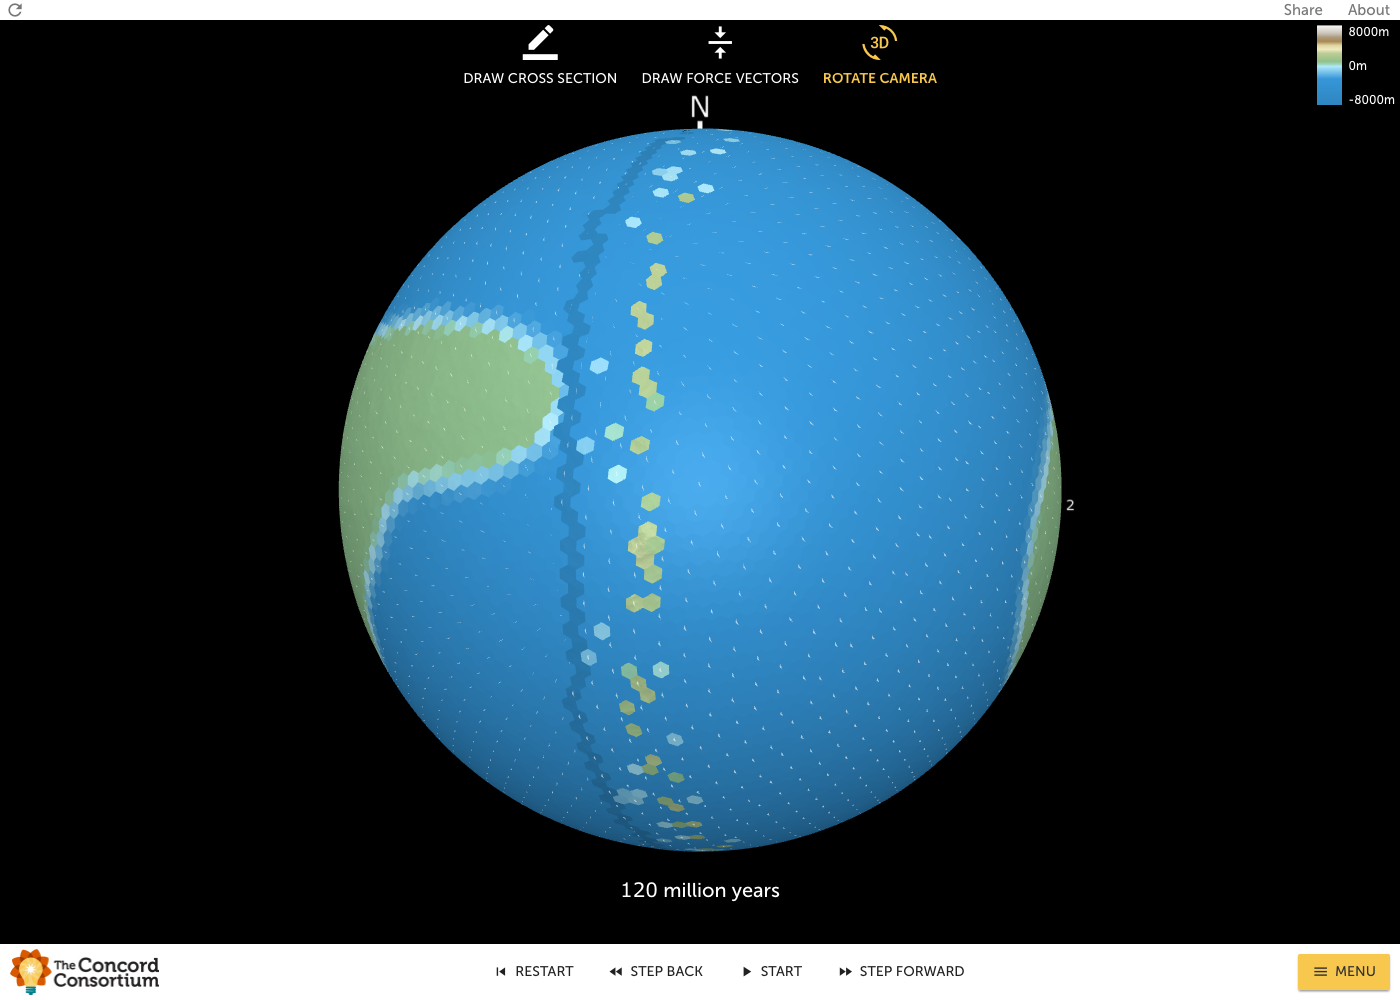 Share About
8000m
0m
-8000m
3D
DRAW CROSS SECTION DRAW FORCE VECTORS ROTATE CAMERA
N
2
120 million years
The Concord
Consortium
RESTART STEP BACK START STEP FORWARD MENU